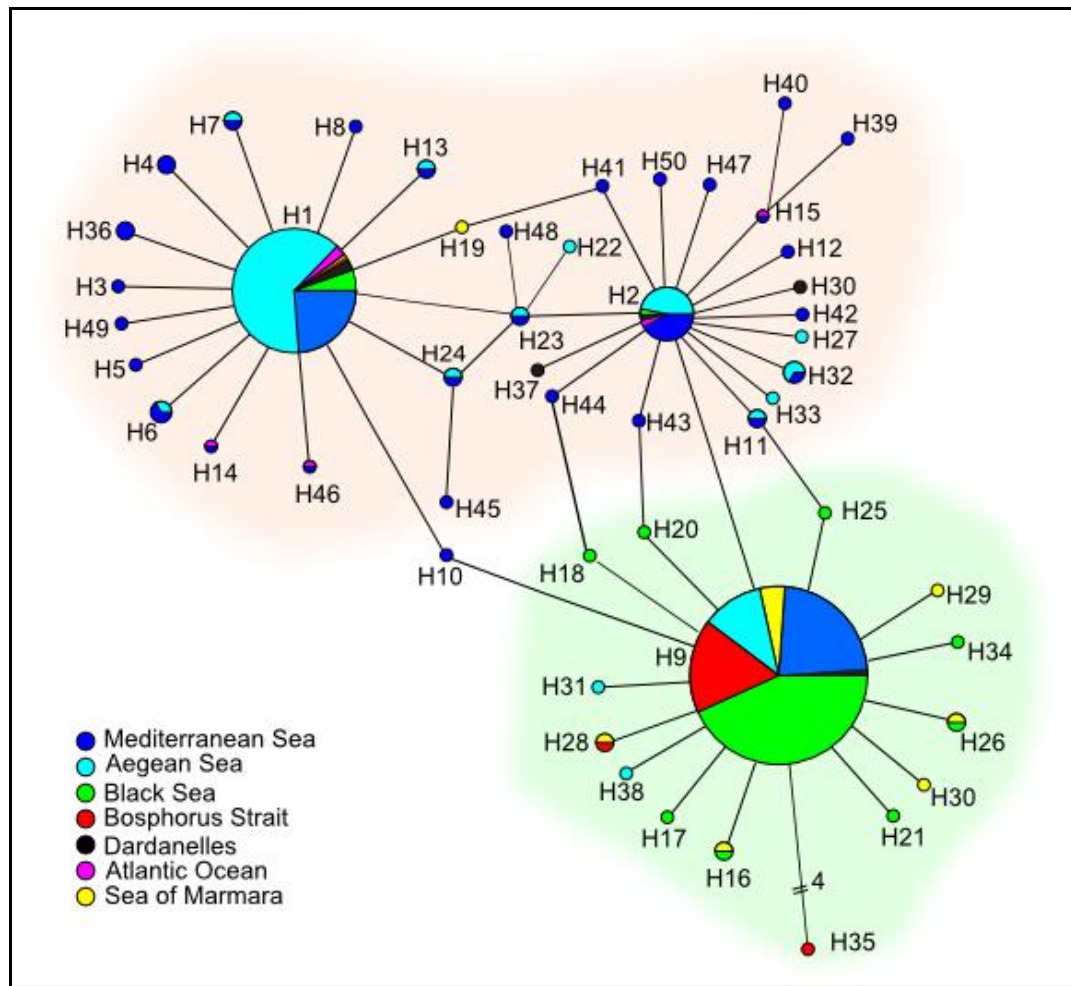 H40
H39
H7
H8
H13
H4
H41
H50
H47
H15
H36
H1
H19
H48
H22
H12
H3
H2
H30
H49
H23
H42
H27
H5
H24
H37
H32
H44
H33
H6
H43
H11
H14
H46
H45
H25
H20
H10
H18
H29
H34
H9
H31
H28
H26
H38
H30
H17
H21
H16
4
H35
Mediterranean Sea
Aegean Sea
Black Sea
Bosphorus Strait
Dardanelles
Atlantic Ocean
Sea of Marmara